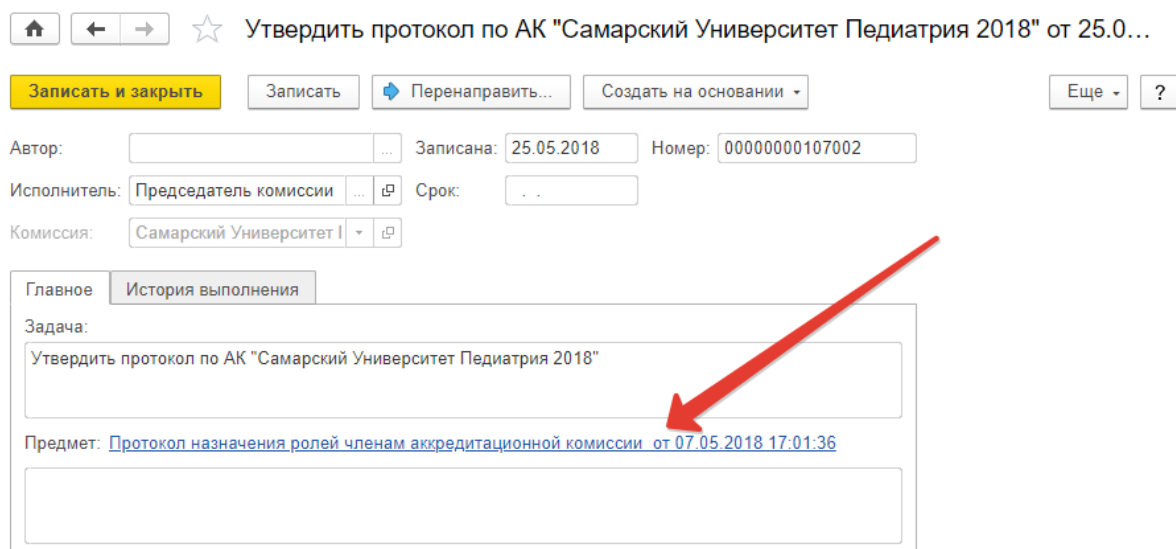 Утвердить протокол по АК "Самарский Университет Педиатрия 2018" от 25.0...
Записать и закрыть Записать Перенаправить... Создать на основании Еще ?
Автор: ... Записана: 25.05.2018 Номер: 00000000107002
Исполнитель: Председатель комиссии ... Срок: . .
Комиссия: Самарский Университет
Главное История выполнения
Задача:
Утвердить протокол по АК "Самарский Университет Педиатрия 2018"
Предмет: Протокол назначения ролей членам аккредитационной комиссии от 07.05.2018 17:01:36